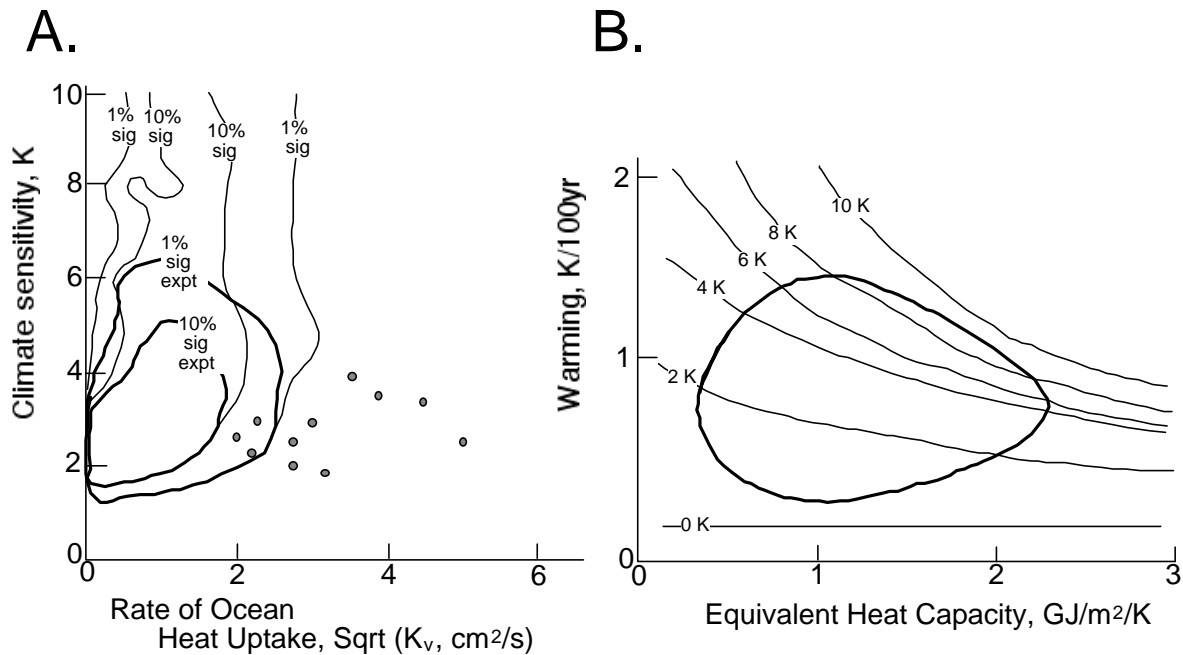 A.
10
8
6
4
2
0
0
2
4
6
Climate sensitivity, K
1%
sig
10%
sig
10%
sig
1%
sig
1%
sig
expt
10%
sig
expt
Rate of Ocean
Heat Uptake, Sqrt (Kᵥ, cm²/s)
B.
2
1
0
0
1
2
3
Warming, K/100yr
10 K
8 K
6 K
4 K
2 K
0 K
Equivalent Heat Capacity, GJ/m²/K